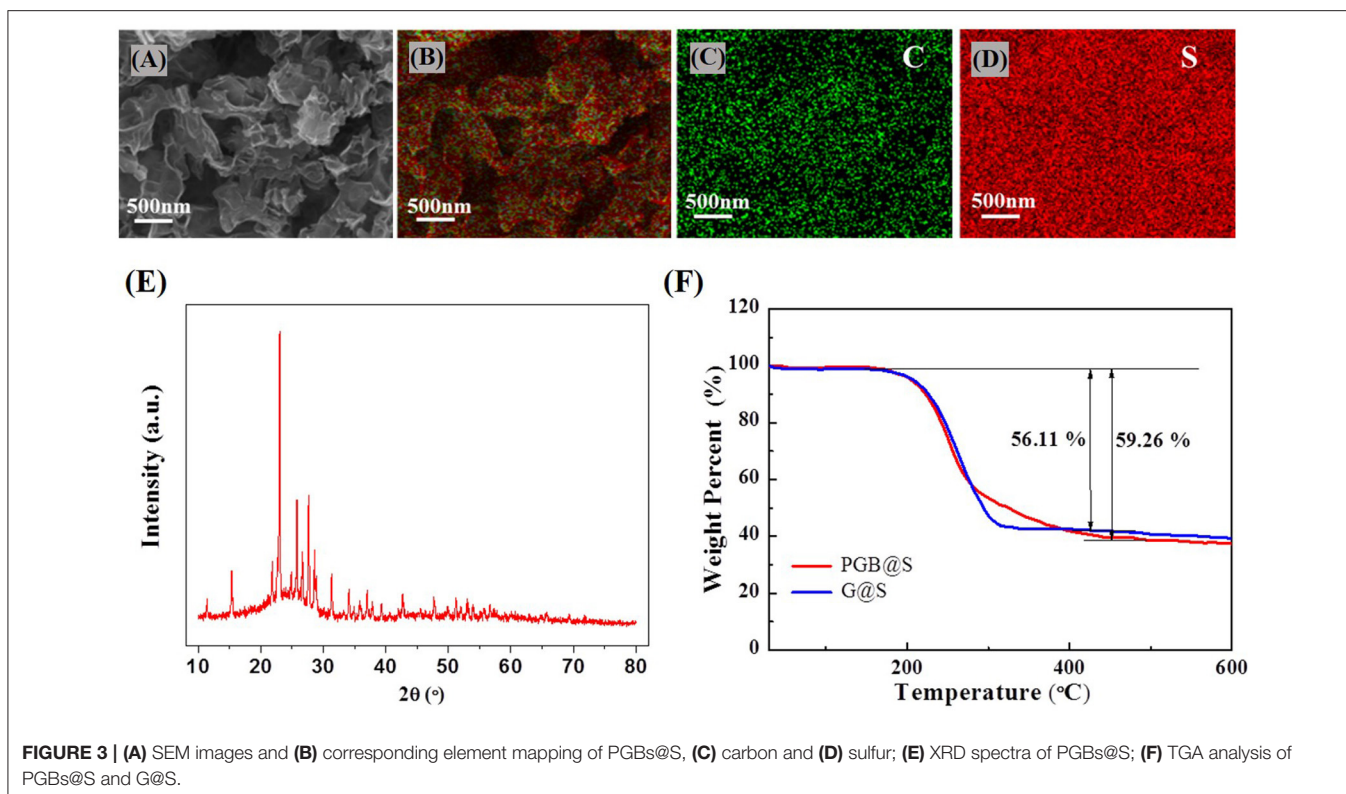 (A)
500nm
(B)
500nm
(C)
C
500nm
(D)
S
500nm
(E)
Intensity (a.u.)
10 20 30 40 50 60 70 80
2θ (°)
(F)
Weight Percent (%)
120
100
80
60
40
20
0
56.11 %
59.26 %
PGB@S
G@S
200 400 600
Temperature (°C)
FIGURE 3 | (A) SEM images and (B) corresponding element mapping of PGBs@S, (C) carbon and (D) sulfur; (E) XRD spectra of PGBs@S; (F) TGA analysis of
PGBs@S and G@S.